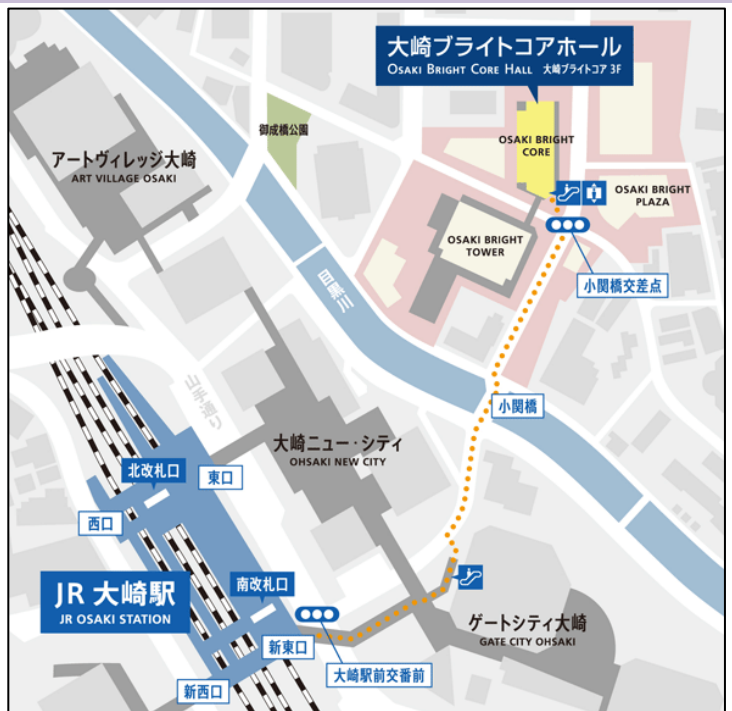 大崎ブライトコアホール
OSAKI BRIGHT CORE HALL 大崎ブライトコア 3F
御成橋公園
アートヴィレッジ大崎
ART VILLAGE OSAKI
OSAKI BRIGHT
CORE
OSAKI BRIGHT
PLAZA
OSAKI BRIGHT
TOWER
小関橋交差点
目黒川
山手通り
小関橋
大崎ニュー・シティ
OHSAKI NEW CITY
北改札口
東口
西口
JR 大崎駅
JR OSAKI STATION
南改札口
新東口
ゲートシティ大崎
GATE CITY OHSAKI
大崎駅前交番前
新西口